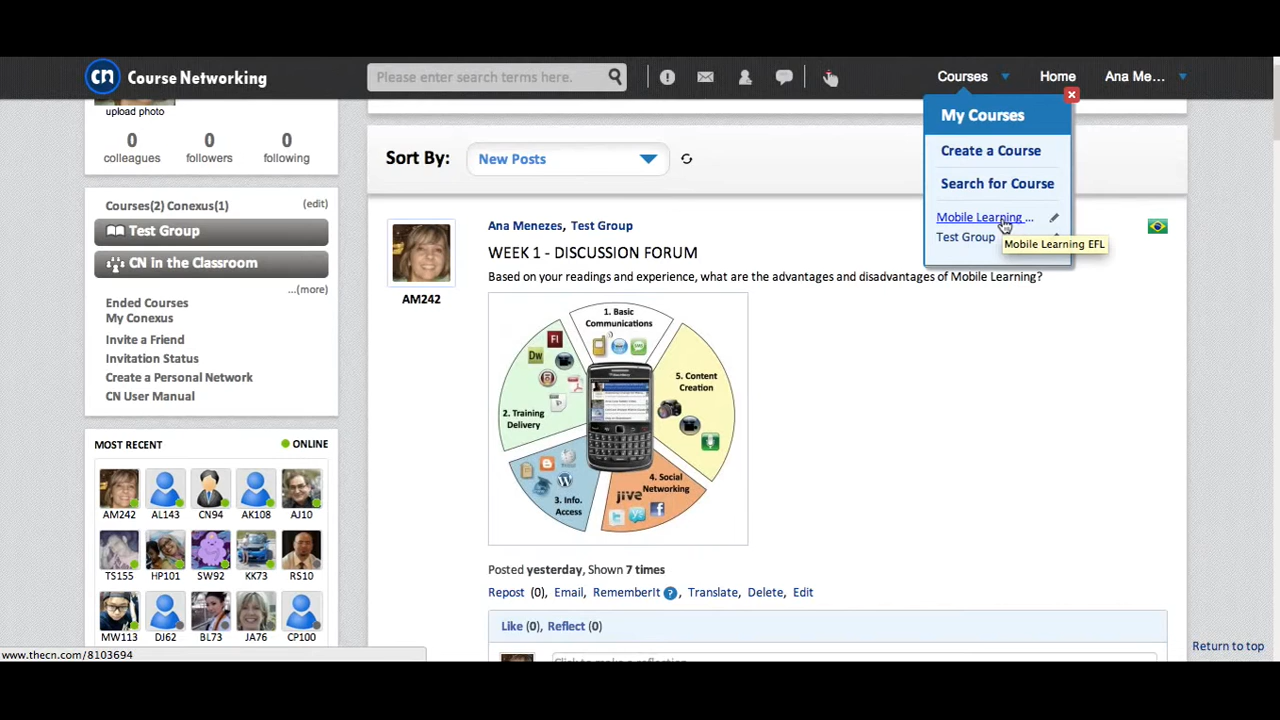 cn Course Networking
Please enter search terms here.
Courses
Home
Ana Me...
upload photo
0
0
0
colleagues
followers
following
Courses(2) Conexus(1)
(edit)
Test Group
CN in the Classroom
...(more)
Ended Courses
My Conexus
Invite a Friend
Invitation Status
Create a Personal Network
CN User Manual
MOST RECENT
ONLINE
AM242
AL143
CN94
AK108
AJ10
TS155
HP101
SW92
KK73
RS10
MW113
DJ62
BL73
JA76
CP100
www.thecn.com/8103694
Sort By:
New Posts
My Courses
Create a Course
Search for Course
Mobile Learning ...
Test Group
Mobile Learning EFL
AM242
Ana Menezes, Test Group
WEEK 1 - DISCUSSION FORUM
Based on your readings and experience, what are the advantages and disadvantages of Mobile Learning?
1. Basic
Communications
5. Content
Creation
2. Training
Delivery
Fl
Dw
4. Social
Networking
jive
3. Info.
Access
Posted yesterday, Shown 7 times
Repost (0), Email, RememberIt ?, Translate, Delete, Edit
Like (0), Reflect (0)
Click to make a reflection
Return to top